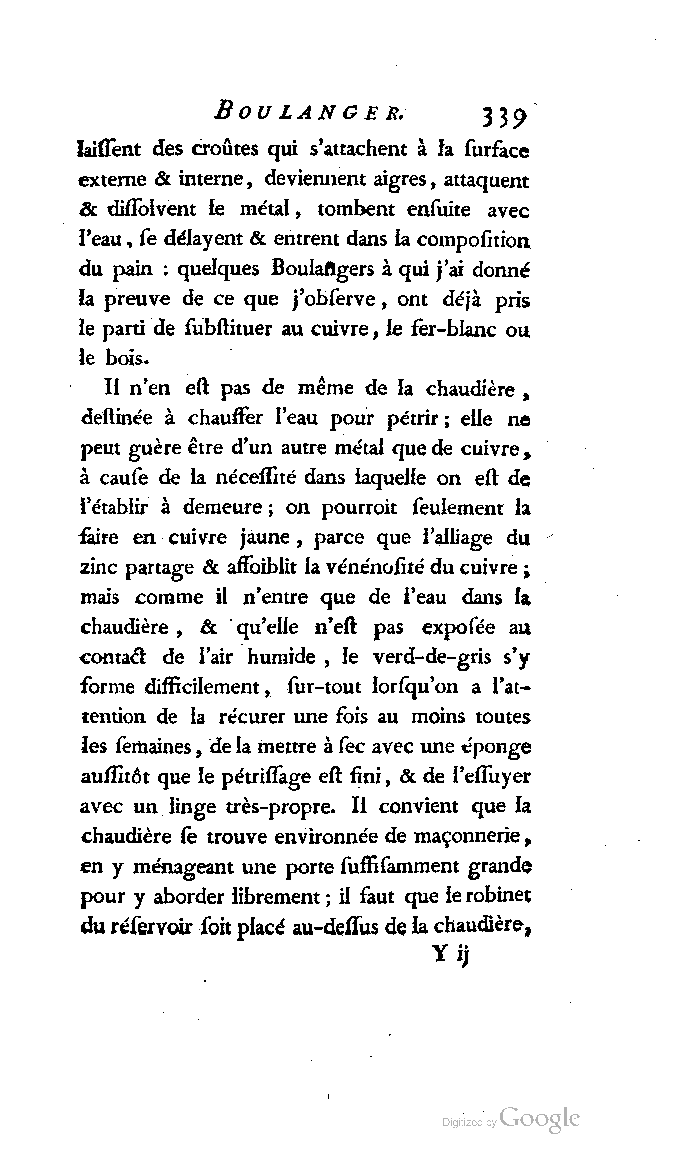 BOULANGER. 339
laiſſent des croûtes qui s'attachent à la ſurface
externe & interne, deviennent aigres, attaquent
& diſſolvent le métal, tombent enſuite avec
l'eau, ſe délayent & entrent dans la compoſition
du pain : quelques Boulangers à qui j'ai donné
la preuve de ce que j'obſerve, ont déjà pris
le parti de ſubſtituer au cuivre, le fer-blanc ou
le bois.
Il n'en eſt pas de même de la chaudière,
deſtinée à chauffer l'eau pour pétrir ; elle ne
peut guère être d'un autre métal que de cuivre,
à cauſe de la néceſſité dans laquelle on eſt de
l'établir à demeure ; on pourroit ſeulement la
faire en cuivre jaune, parce que l'alliage du
zinc partage & affoiblit la vénénoſité du cuivre ;
mais comme il n'entre que de l'eau dans la
chaudière, & qu'elle n'eſt pas expoſée au
contact de l'air humide, le verd-de-gris s'y
forme difficilement, ſur-tout lorſqu'on a l'at-
tention de la récurer une fois au moins toutes
les ſemaines, de la mettre à ſec avec une éponge
auſſitôt que le pétriſſage eſt fini, & de l'eſſuyer
avec un linge très-propre. Il convient que la
chaudière ſe trouve environnée de maçonnerie,
en y ménageant une porte ſuffiſamment grande
pour y aborder librement ; il faut que le robinet
du réſervoir ſoit placé au-deſſus de la chaudière,
Y ij
Digitized by Google